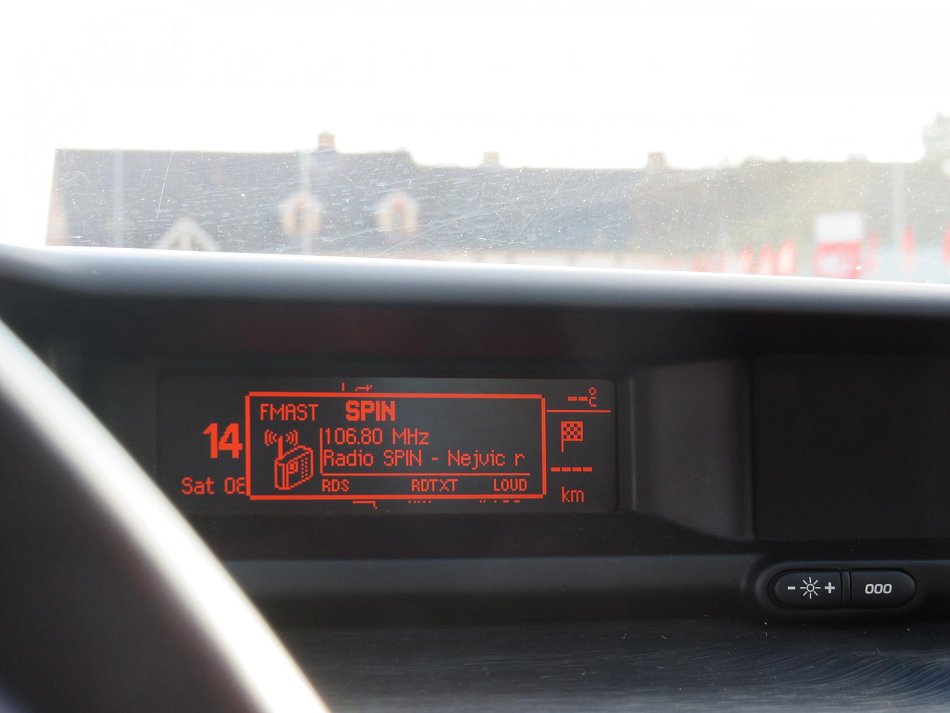 FMAST SPIN
106.80 MHz
Radio SPIN - Nejvic r
RDS RDTXT LOUD
14
Sat 08
--°C
----
km
- +
000